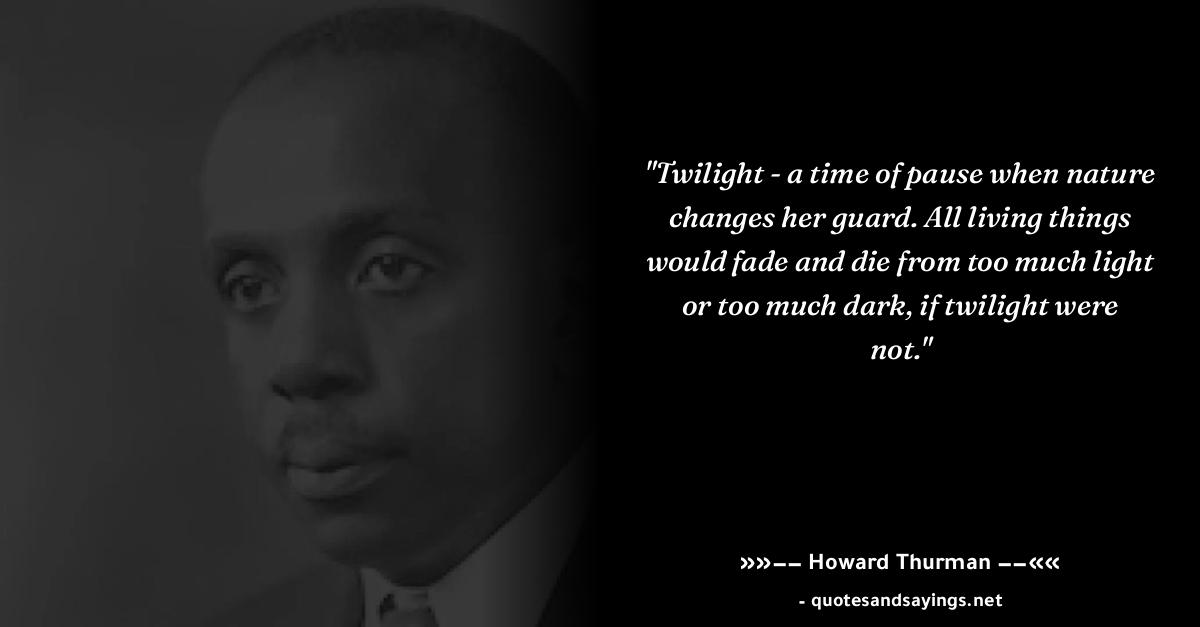 "Twilight - a time of pause when nature
changes her guard. All living things
would fade and die from too much light
or too much dark, if twilight were
not."
»»−− Howard Thurman −−««
- quotesandsayings.net